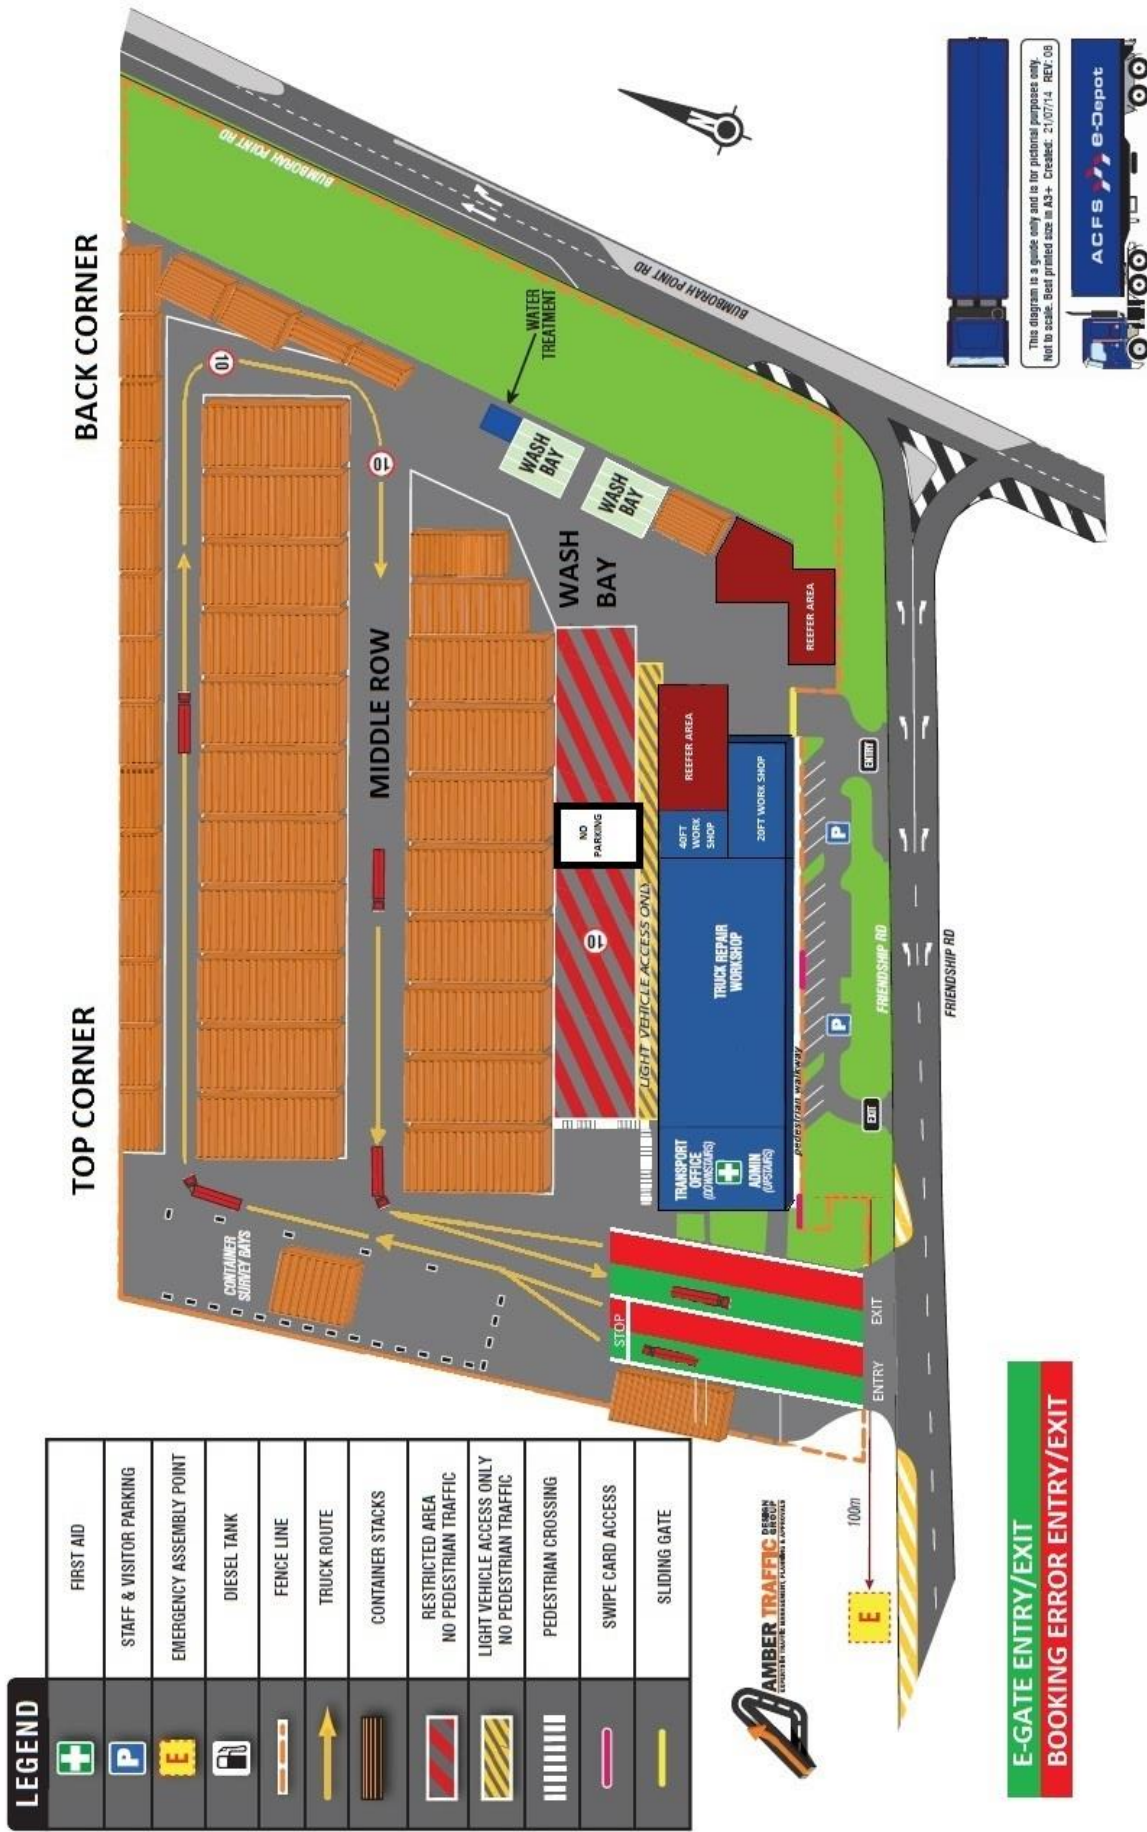 LEGEND
FIRST AID
P
STAFF & VISITOR PARKING
E
EMERGENCY ASSEMBLY POINT
DIESEL TANK
FENCE LINE
TRUCK ROUTE
CONTAINER STACKS
RESTRICTED AREA
NO PEDESTRIAN TRAFFIC
LIGHT VEHICLE ACCESS ONLY
NO PEDESTRIAN TRAFFIC
PEDESTRIAN CROSSING
SWIPE CARD ACCESS
SLIDING GATE
TOP CORNER
BACK CORNER
BUMBORAH POINT RD
BUMBORAH POINT RD
N
10
10
MIDDLE ROW
CONTAINER
SURVEY BAYS
WATER
TREATMENT
WASH
BAY
WASH
BAY
WASH
BAY
NO
PARKING
10
LIGHT VEHICLE ACCESS ONLY
REEFER AREA
REEFER AREA
40FT
WORK
SHOP
20FT WORK SHOP
TRUCK REPAIR
WORKSHOP
TRANSPORT
OFFICE
(DOWNSTAIRS)
ADMIN
(UPSTAIRS)
pedestrian walkway
P
P
STOP
ENTRY
EXIT
EXIT
ENTRY
FRIENDSHIP RD
FRIENDSHIP RD
100m
E
AMBER TRAFFIC DESIGN
GROUP
E-GATE ENTRY/EXIT
BOOKING ERROR ENTRY/EXIT
This diagram is a guide only and is for pictorial purposes only.
Not to scale. Best printed size in A3+ Created: 21/07/14 REV: 08
ACFS e-Depot